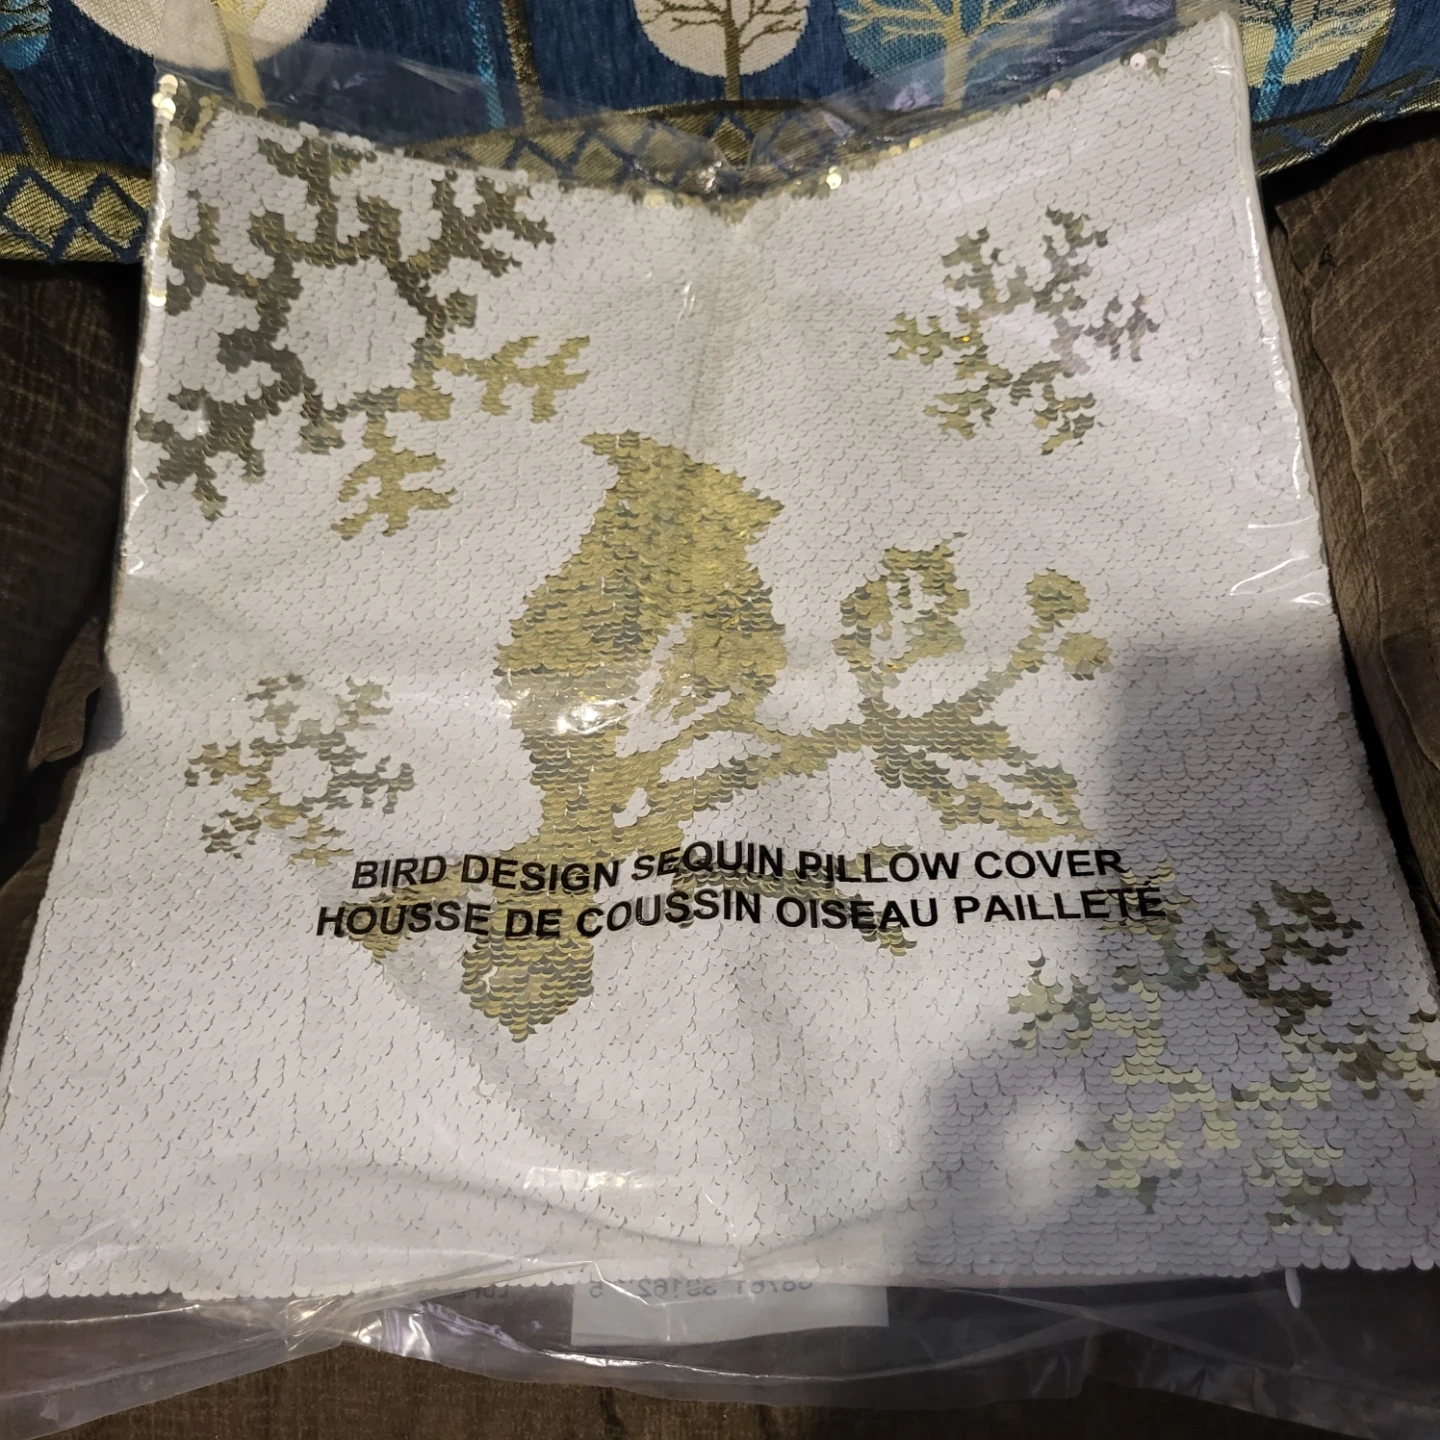 BIRD DESIGN SEQUIN PILLOW COVER
HOUSSE DE COUSSIN OISEAU PAILLETÉ